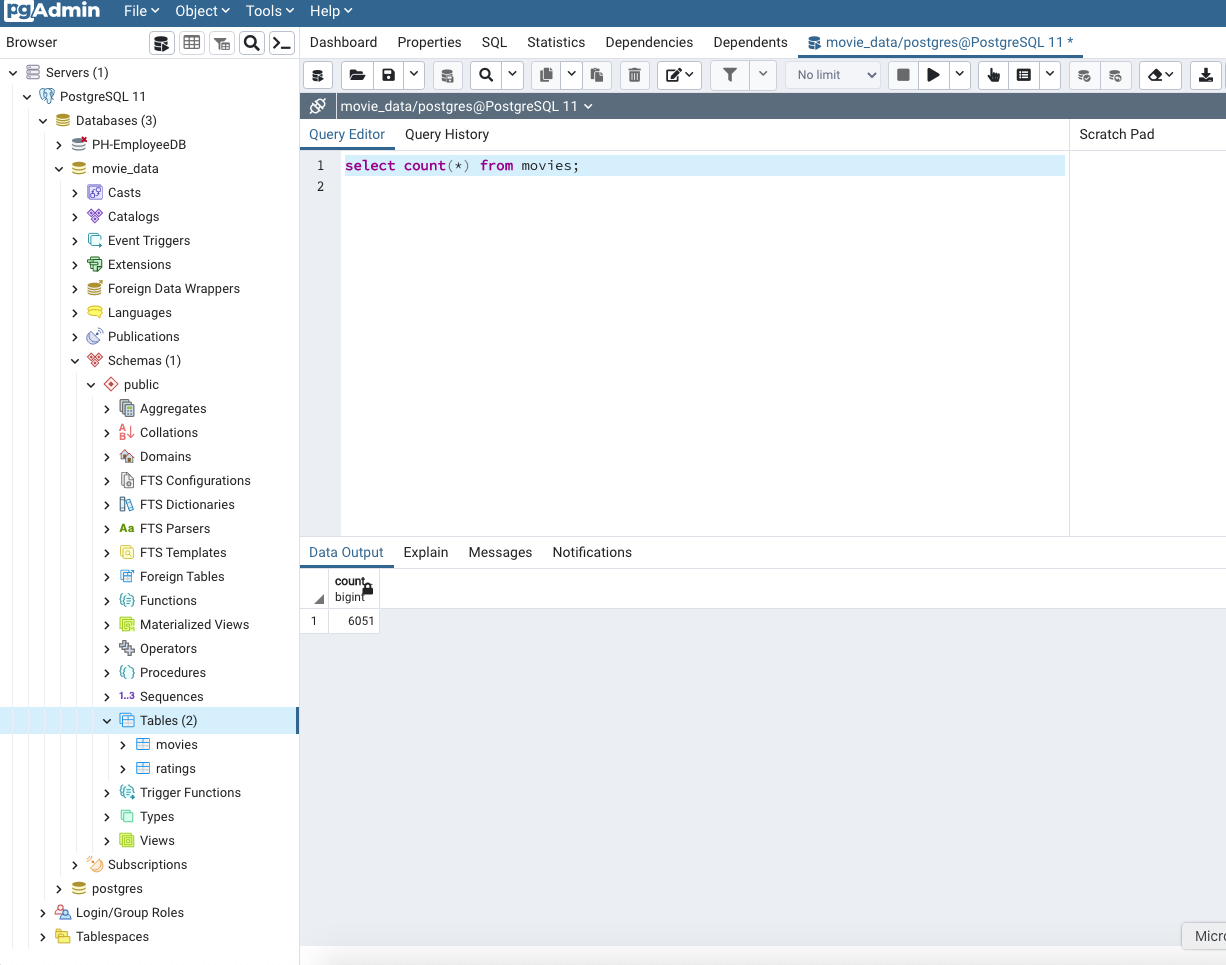 pgAdmin File Object Tools Help
Browser
Dashboard Properties SQL Statistics Dependencies Dependents movie_data/postgres@PostgreSQL 11 *
No limit
movie_data/postgres@PostgreSQL 11
Query Editor Query History
Scratch Pad
1 select count(*) from movies;
2
Servers (1)
PostgreSQL 11
Databases (3)
PH-EmployeeDB
movie_data
Casts
Catalogs
Event Triggers
Extensions
Foreign Data Wrappers
Languages
Publications
Schemas (1)
public
Aggregates
Collations
Domains
FTS Configurations
FTS Dictionaries
Aa FTS Parsers
FTS Templates
Foreign Tables
Functions
Materialized Views
Operators
Procedures
1..3 Sequences
Tables (2)
movies
ratings
Trigger Functions
Types
Views
Subscriptions
postgres
Login/Group Roles
Tablespaces
Data Output Explain Messages Notifications
count
bigint
1 6051
Micr